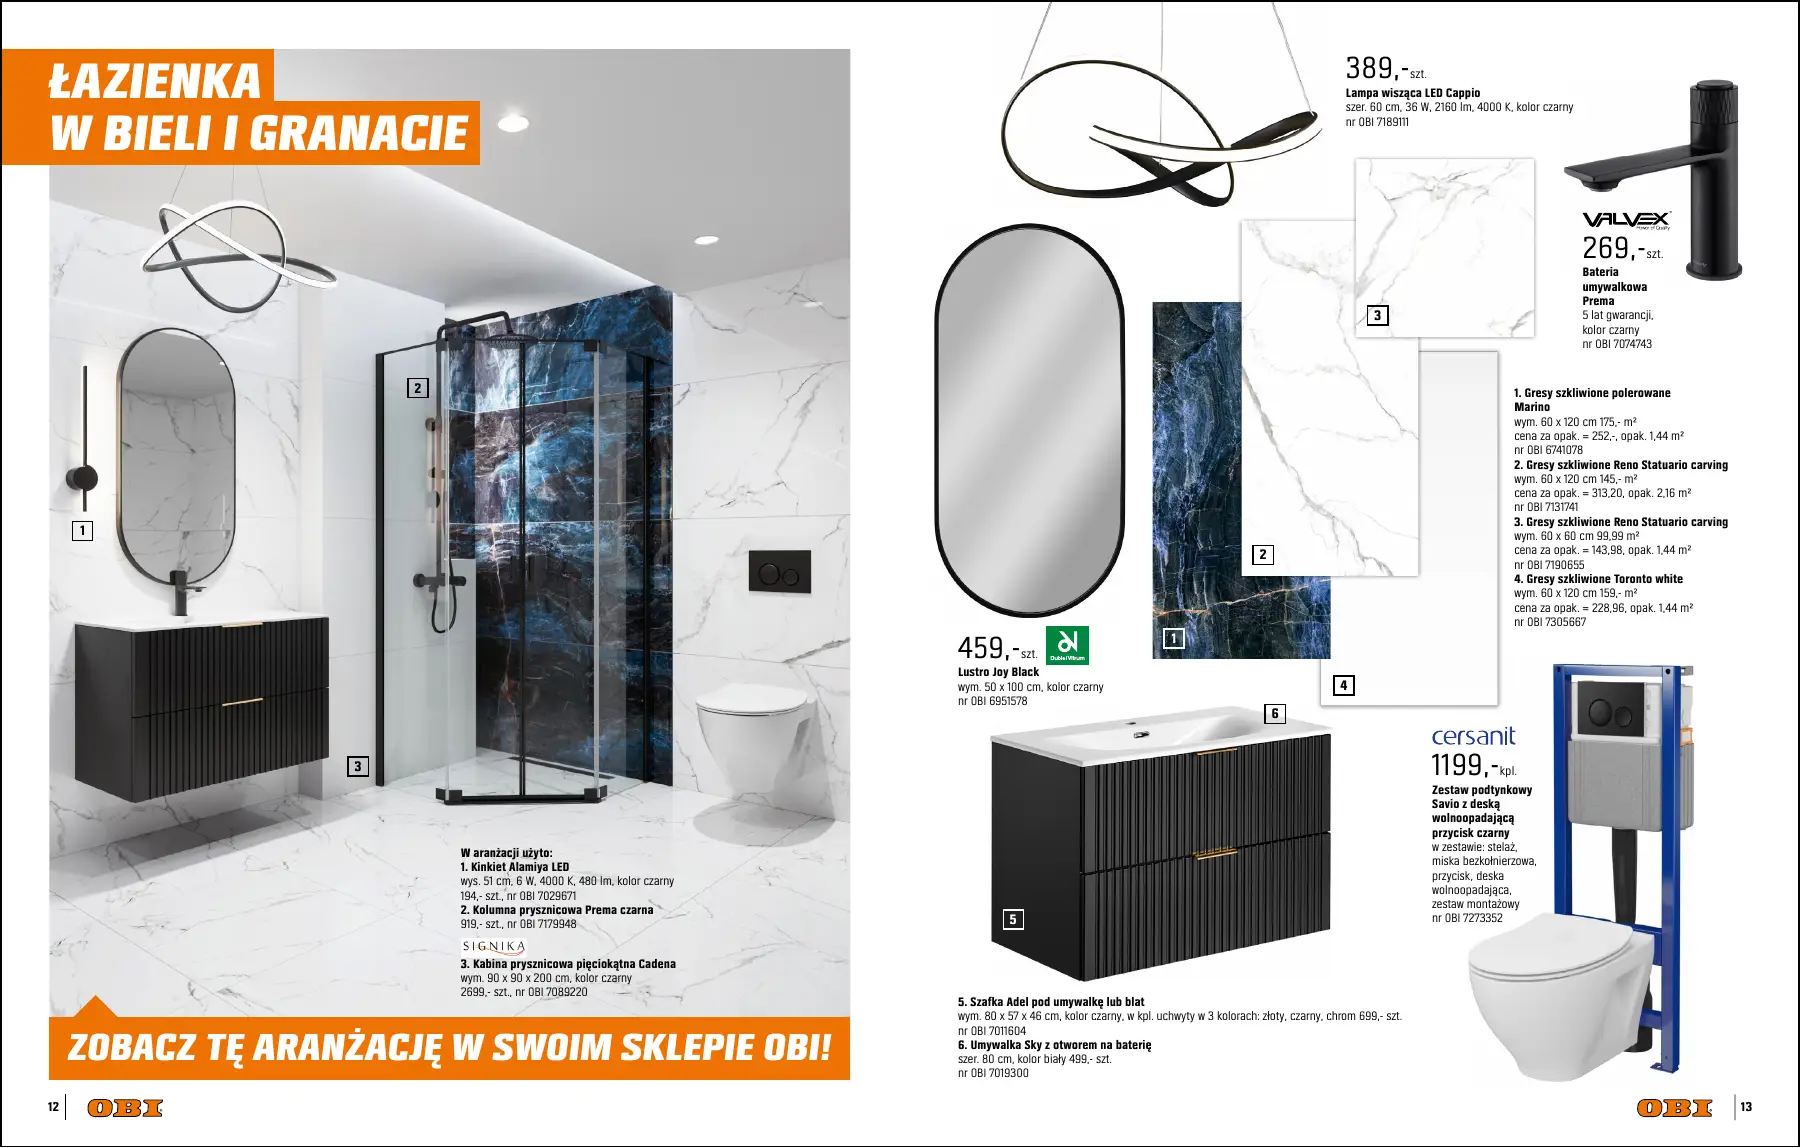 ŁAZIENKA
W BIELI I GRANACIE
1
2
3
W aranżacji użyto:
1. Kinkiet Alamiya LED
wys. 51 cm, 6 W, 4000 K, 480 lm, kolor czarny
194,- szt., nr OBI 7029671
2. Kolumna prysznicowa Prema czarna
919,- szt., nr OBI 7179948
SIGNIKA
3. Kabina prysznicowa pięciokątna Cadena
wym. 90 x 90 x 200 cm, kolor czarny
2699,- szt., nr OBI 7089220
ZOBACZ TĘ ARANŻACJĘ W SWOIM SKLEPIE OBI!
12
OBI
389,-szt.
Lampa wisząca LED Cappio
szer. 60 cm, 36 W, 2160 lm, 4000 K, kolor czarny
nr OBI 7189111
VALVEX
Power of Quality
269,-szt.
Bateria
umywalkowa
Prema
5 lat gwarancji,
kolor czarny
nr OBI 7074743
3
2
1
4
1. Gresy szkliwione polerowane
Marino
wym. 60 x 120 cm 175,- m²
cena za opak. = 252,-, opak. 1,44 m²
nr OBI 6741078
2. Gresy szkliwione Reno Statuario carving
wym. 60 x 120 cm 145,- m²
cena za opak. = 313,20, opak. 2,16 m²
nr OBI 7131741
3. Gresy szkliwione Reno Statuario carving
wym. 60 x 60 cm 99,99 m²
cena za opak. = 143,98, opak. 1,44 m²
nr OBI 7190655
4. Gresy szkliwione Toronto white
wym. 60 x 120 cm 159,- m²
cena za opak. = 228,96, opak. 1,44 m²
nr OBI 7305667
459,-szt.
Dubiel Vitrum
Lustro Joy Black
wym. 50 x 100 cm, kolor czarny
nr OBI 6951578
6
5
cersanit
1199,-kpl.
Zestaw podtynkowy
Savio z deską
wolnoopadającą
przycisk czarny
w zestawie: stelaż,
miska bezkołnierzowa,
przycisk, deska
wolnoopadająca,
zestaw montażowy
nr OBI 7273352
5. Szafka Adel pod umywalkę lub blat
wym. 80 x 57 x 46 cm, kolor czarny, w kpl. uchwyty w 3 kolorach: złoty, czarny, chrom 699,- szt.
nr OBI 7011604
6. Umywalka Sky z otworem na baterię
szer. 80 cm, kolor biały 499,- szt.
nr OBI 7019300
OBI
13